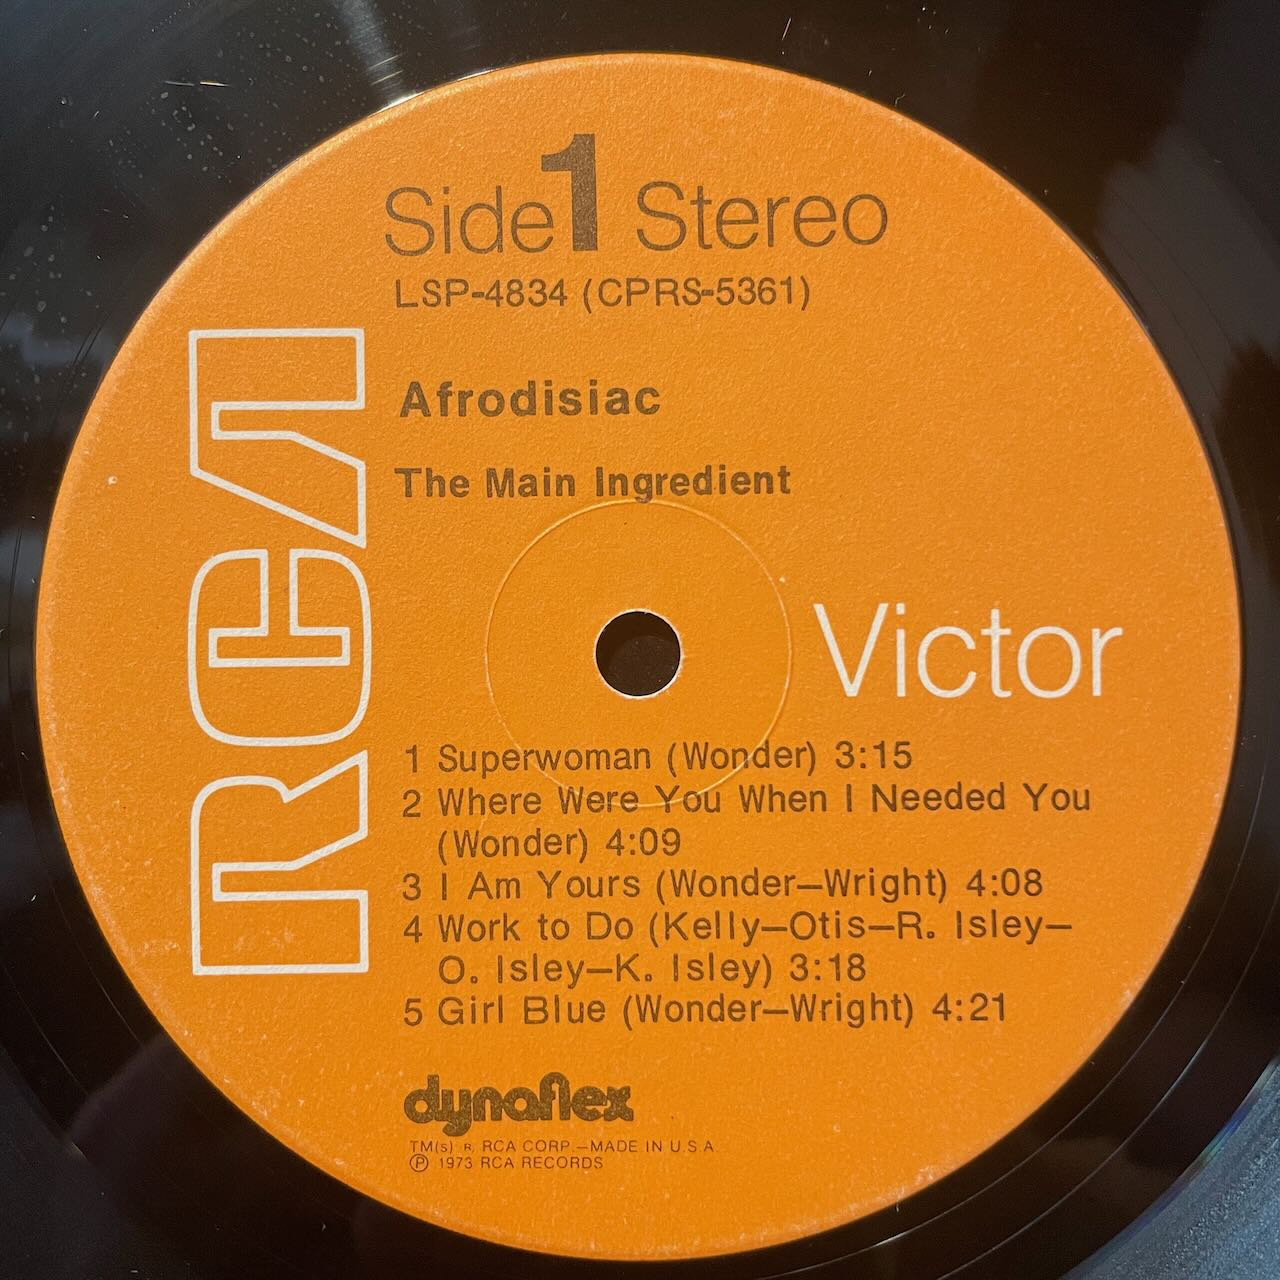 Side 1 Stereo
LSP-4834 (CPRS-5361)
Afrodisiac
The Main Ingredient
RCA
Victor
1 Superwoman (Wonder) 3:15
2 Where Were You When I Needed You
(Wonder) 4:09
3 I Am Yours (Wonder—Wright) 4:08
4 Work to Do (Kelly—Otis—R. Isley—
O. Isley—K. Isley) 3:18
5 Girl Blue (Wonder—Wright) 4:21
dynaflex
TM(s) ® RCA CORP.—MADE IN U.S.A.
℗ 1973 RCA RECORDS